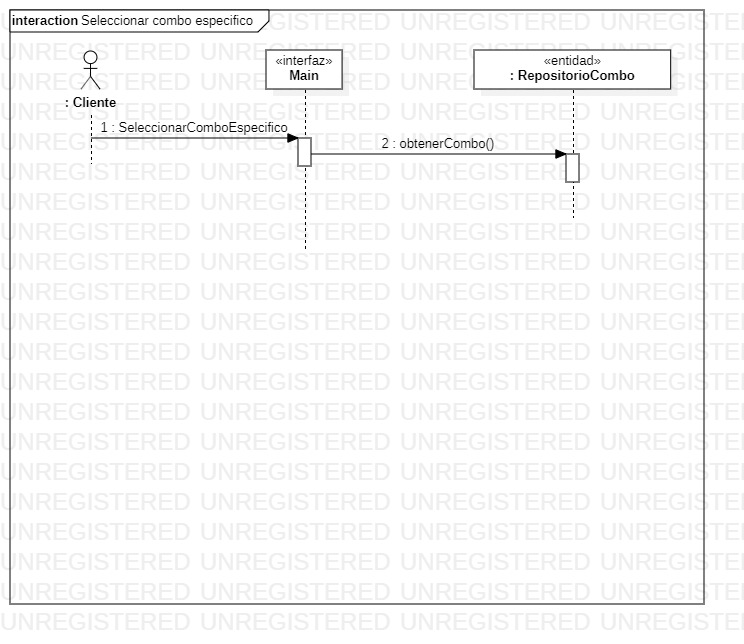 interaction Seleccionar combo especifico
«interfaz»
Main
«entidad»
: RepositorioCombo
: Cliente
1 : SeleccionarComboEspecifico
2 : obtenerCombo()
UNREGISTERED UNREGISTERED UNREGISTERED UNREGISTERED